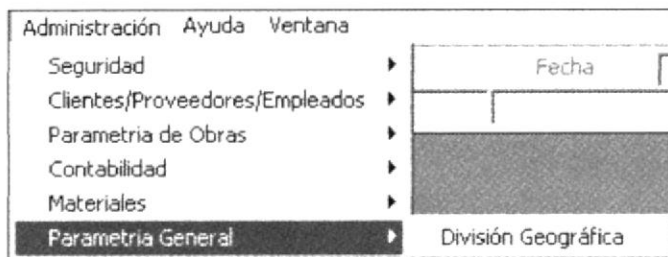 Administración Ayuda Ventana
Seguridad
Fecha
Clientes/Proveedores/Empleados
Parametria de Obras
Contabilidad
Materiales
Parametria General
División Geográfica